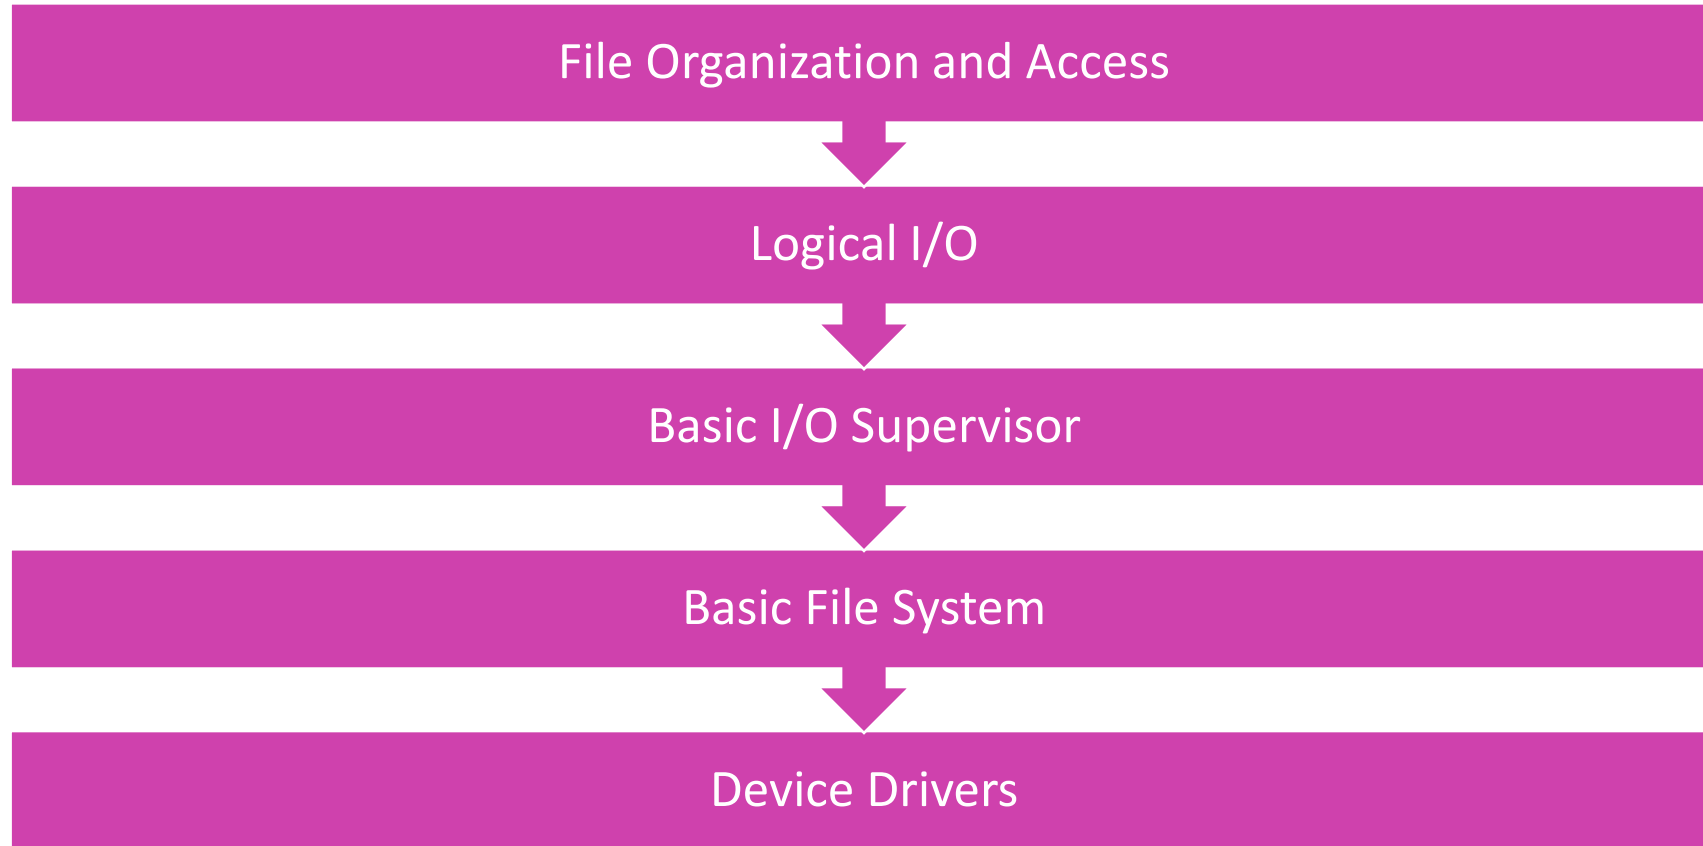 File Organization and Access
Logical I/O
Basic I/O Supervisor
Basic File System
Device Drivers